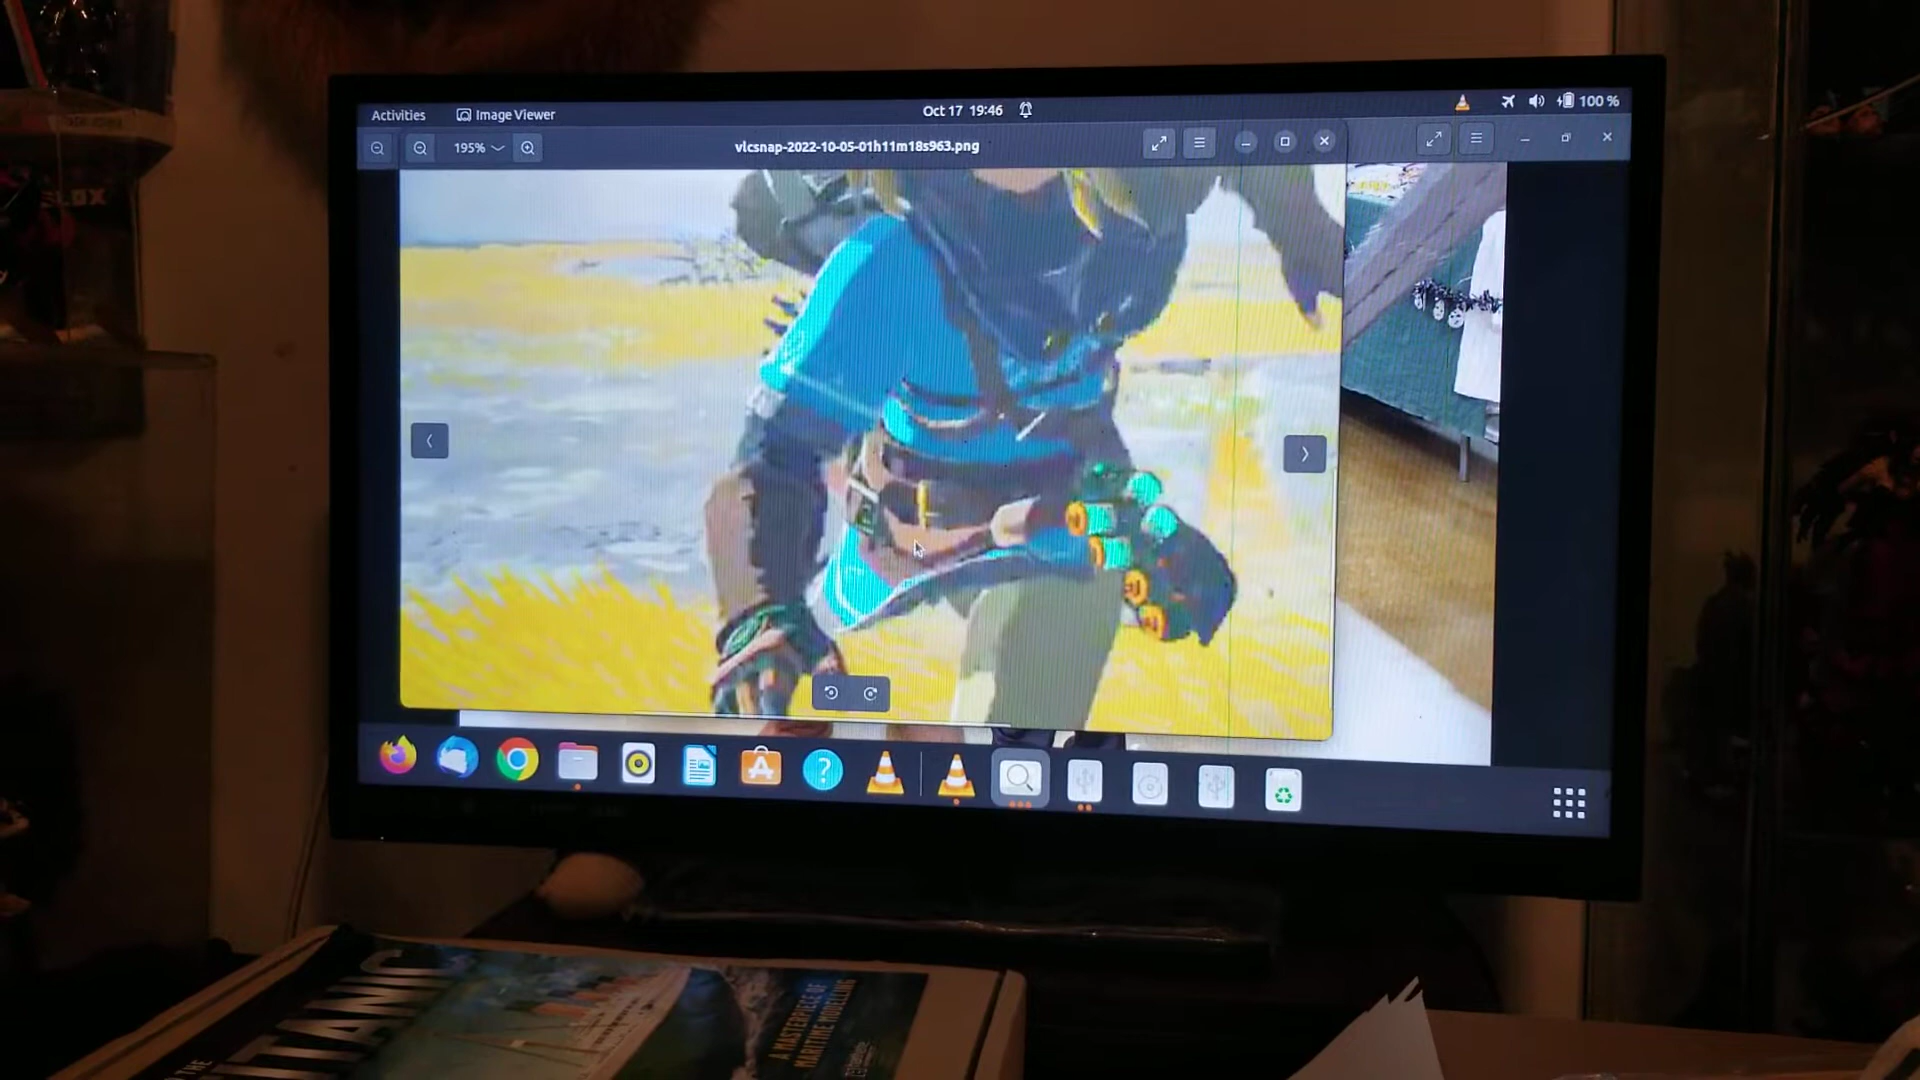 Activities
Image Viewer
Oct 17 19:46
100 %
195%
vlcsnap-2022-10-05-01h11m18s963.png
LOX
TITANIC
A MASTERPIECE OF
MARITIME MODELLING